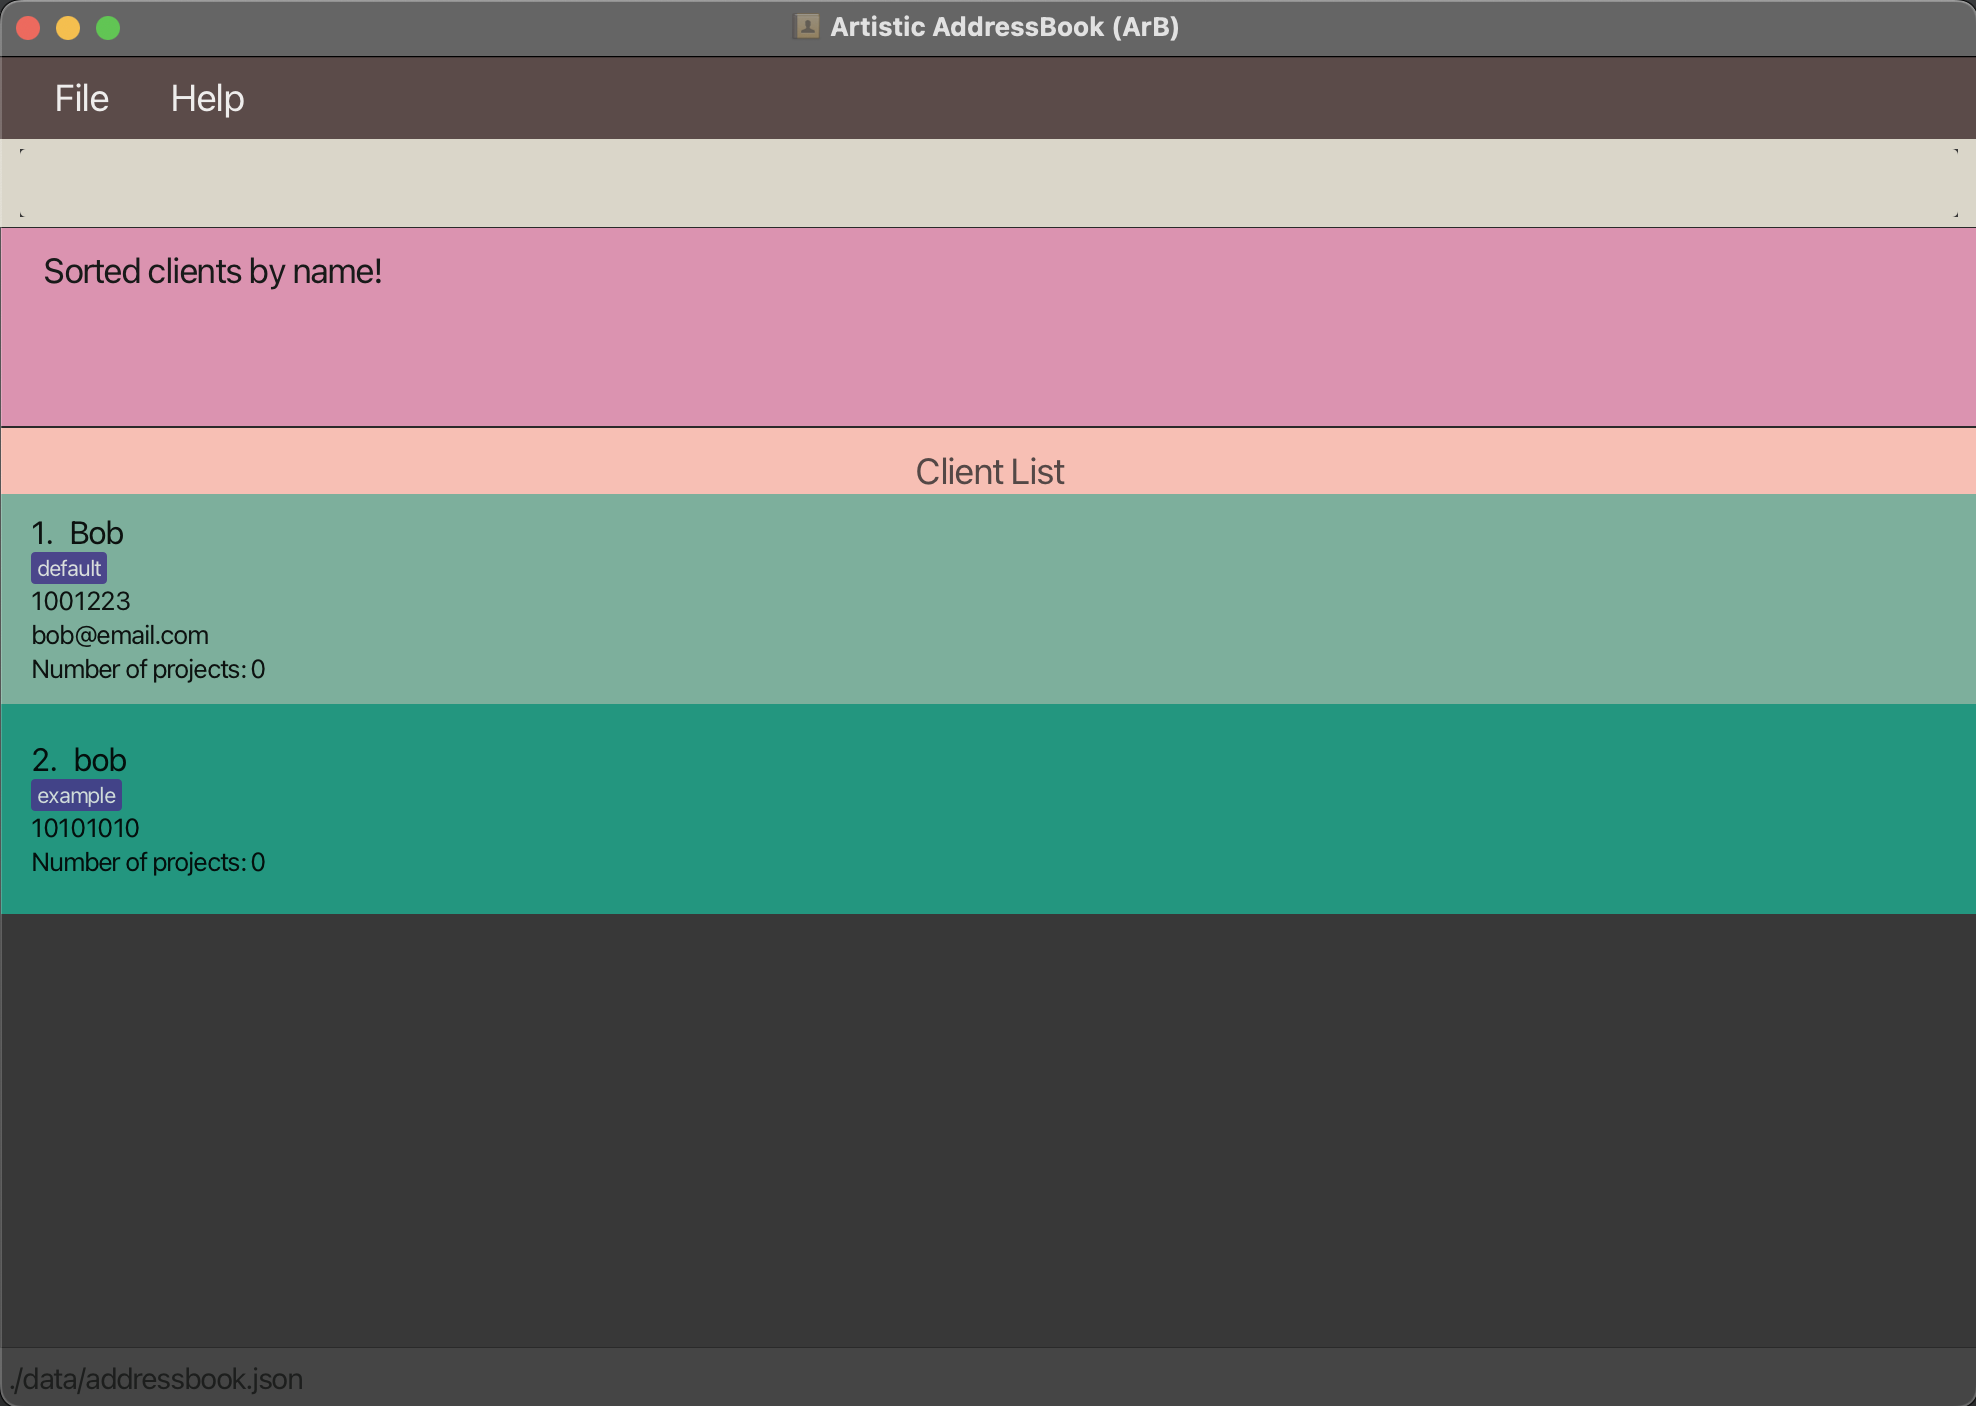 Artistic AddressBook (ArB)
File Help
Sorted clients by name!
Client List
1. Bob
default
1001223
bob@email.com
Number of projects: 0
2. bob
example
10101010
Number of projects: 0
./data/addressbook.json